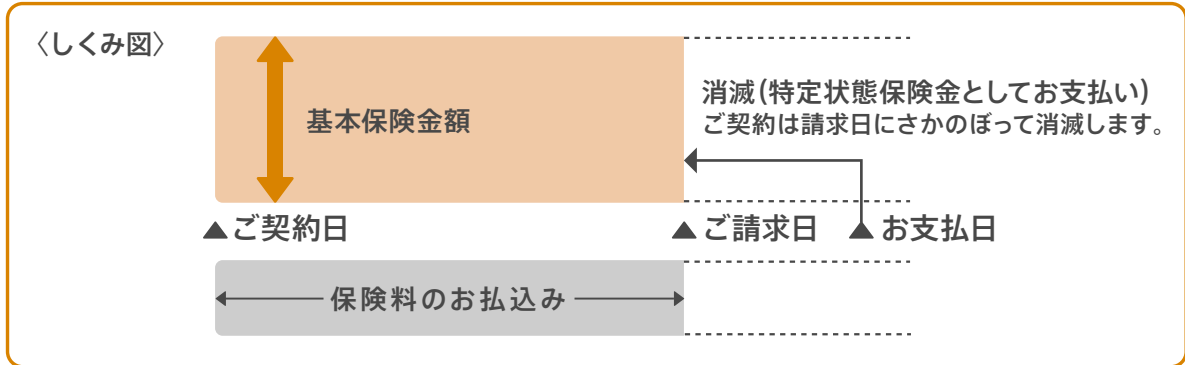 〈しくみ図〉
基本保険金額
消滅(特定状態保険金としてお支払い)
ご契約は請求日にさかのぼって消滅します。
▲ご契約日
▲ご請求日
▲お支払日
保険料のお払込み